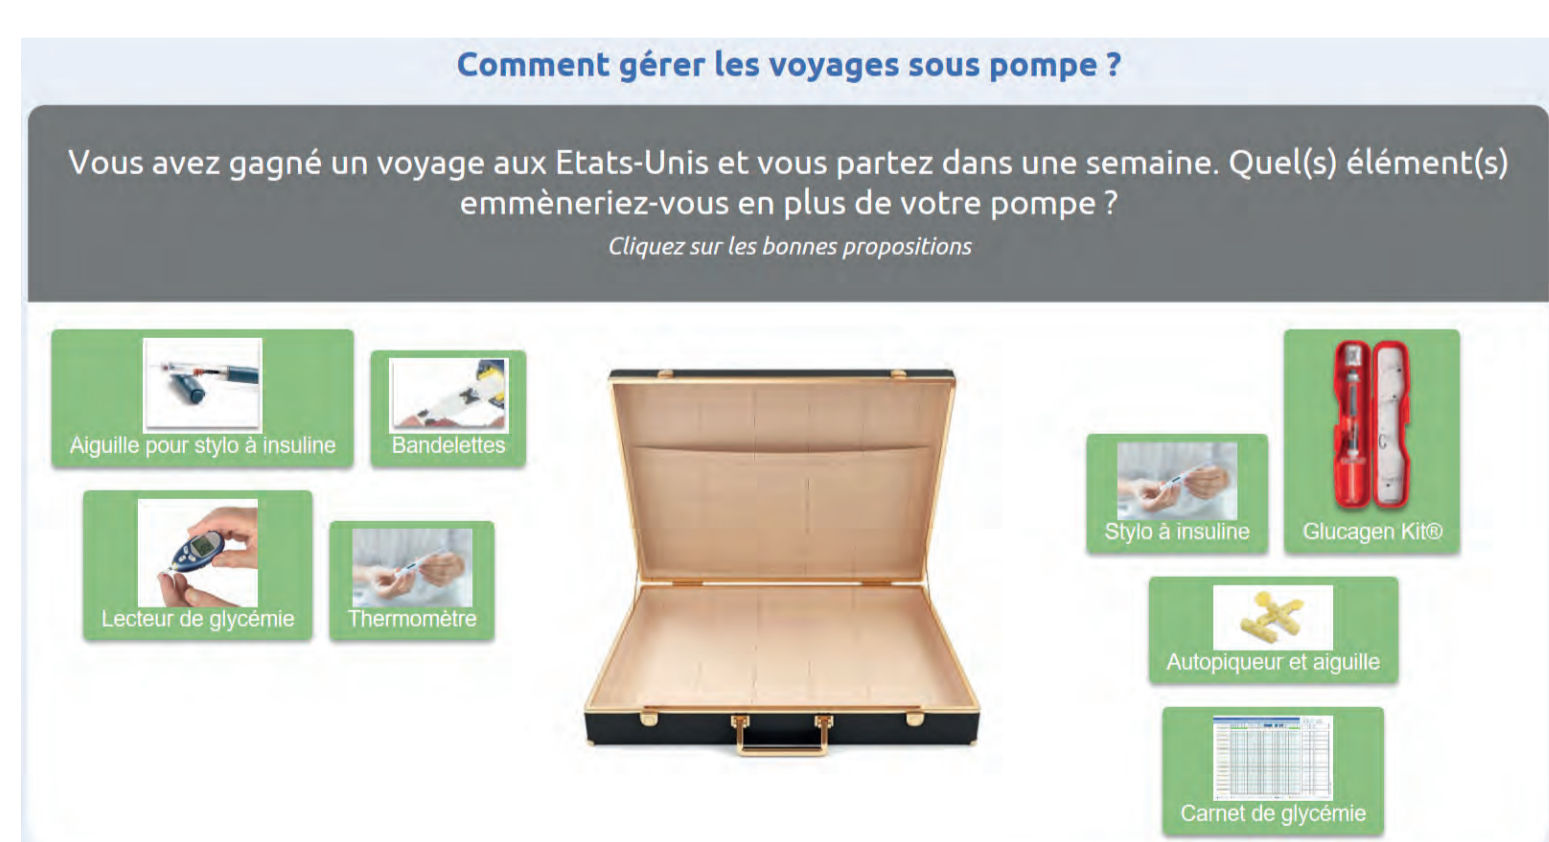 Comment gérer les voyages sous pompe ?
Vous avez gagné un voyage aux Etats-Unis et vous partez dans une semaine. Quel(s) élément(s)
emmèneriez-vous en plus de votre pompe ?
Cliquez sur les bonnes propositions
Aiguille pour stylo à insuline
Bandelettes
Lecteur de glycémie
Thermomètre
Stylo à insuline
Glucagen Kit®
Autopiqueur et aiguille
Carnet de glycémie